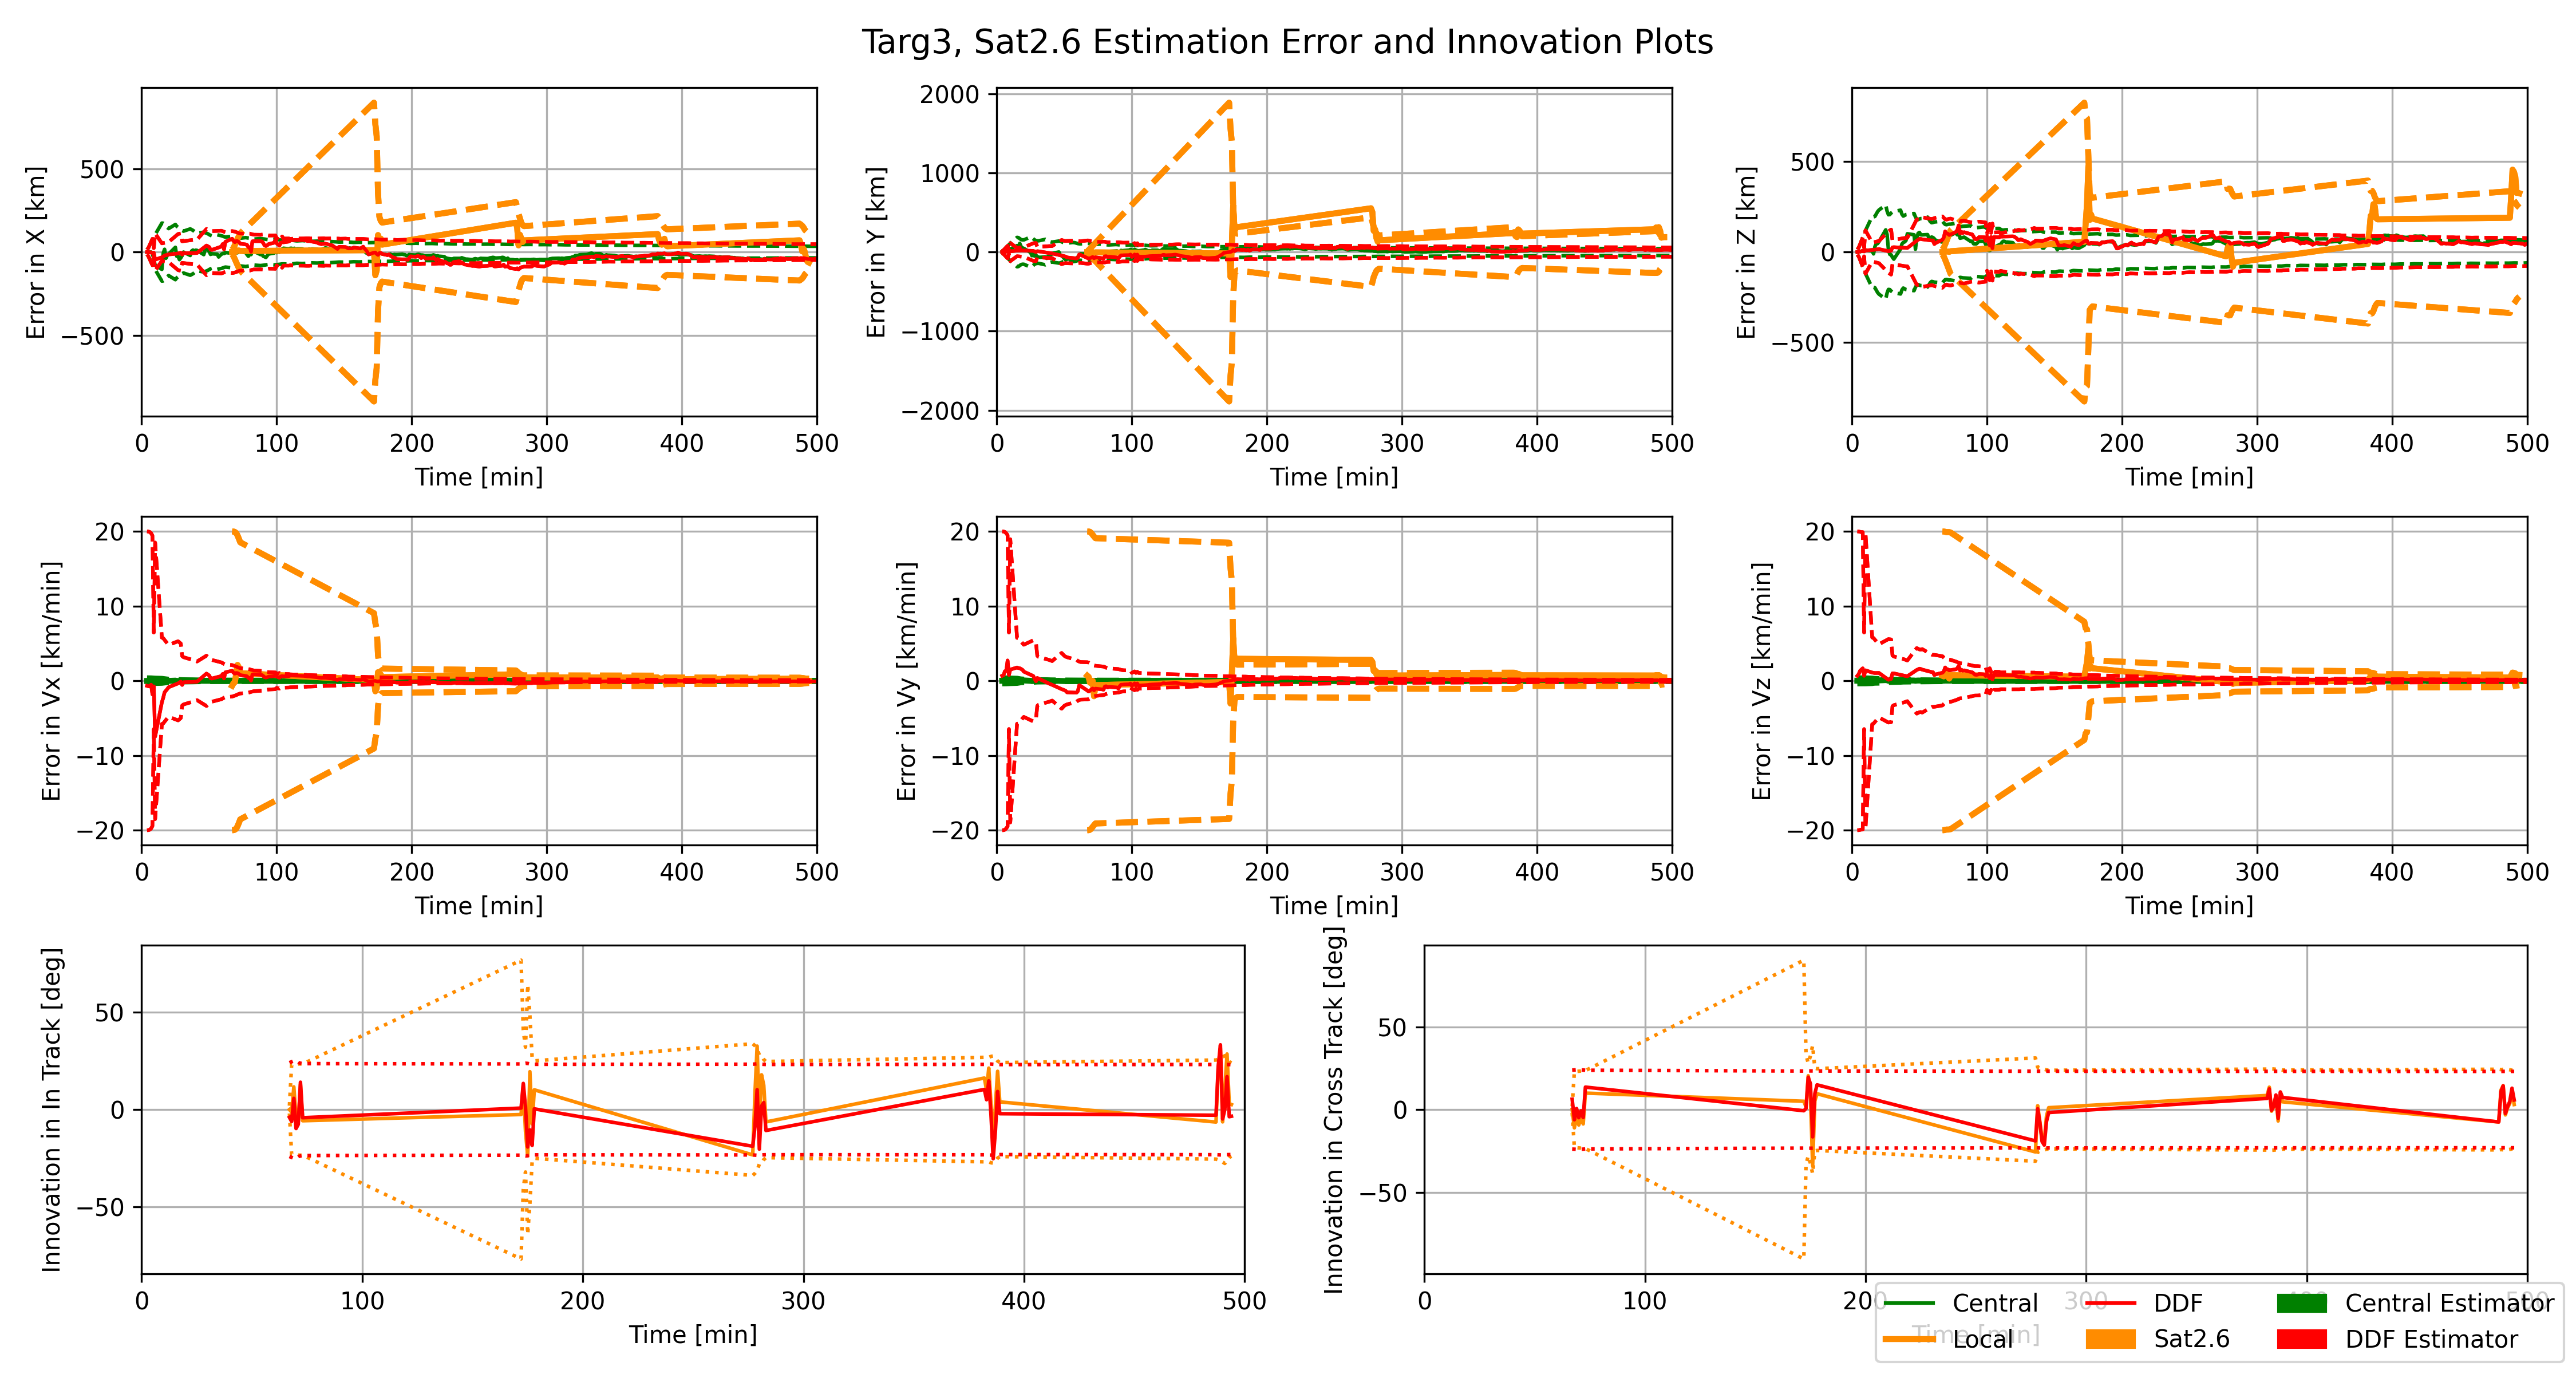 Targ3, Sat2.6 Estimation Error and Innovation Plots
Error in X [km]
500
0
−500
0 100 200 300 400 500
Time [min]
Error in Y [km]
2000
1000
0
−1000
−2000
0 100 200 300 400 500
Time [min]
Error in Z [km]
500
0
−500
0 100 200 300 400 500
Time [min]
Error in Vx [km/min]
20
10
0
−10
−20
0 100 200 300 400 500
Time [min]
Error in Vy [km/min]
20
10
0
−10
−20
0 100 200 300 400 500
Time [min]
Error in Vz [km/min]
20
10
0
−10
−20
0 100 200 300 400 500
Time [min]
Innovation in In Track [deg]
50
0
−50
0 100 200 300 400 500
Time [min]
Innovation in Cross Track [deg]
50
0
−50
0 100 200 300 400 500
Time [min]
Central
Local
DDF
Sat2.6
Central Estimator
DDF Estimator